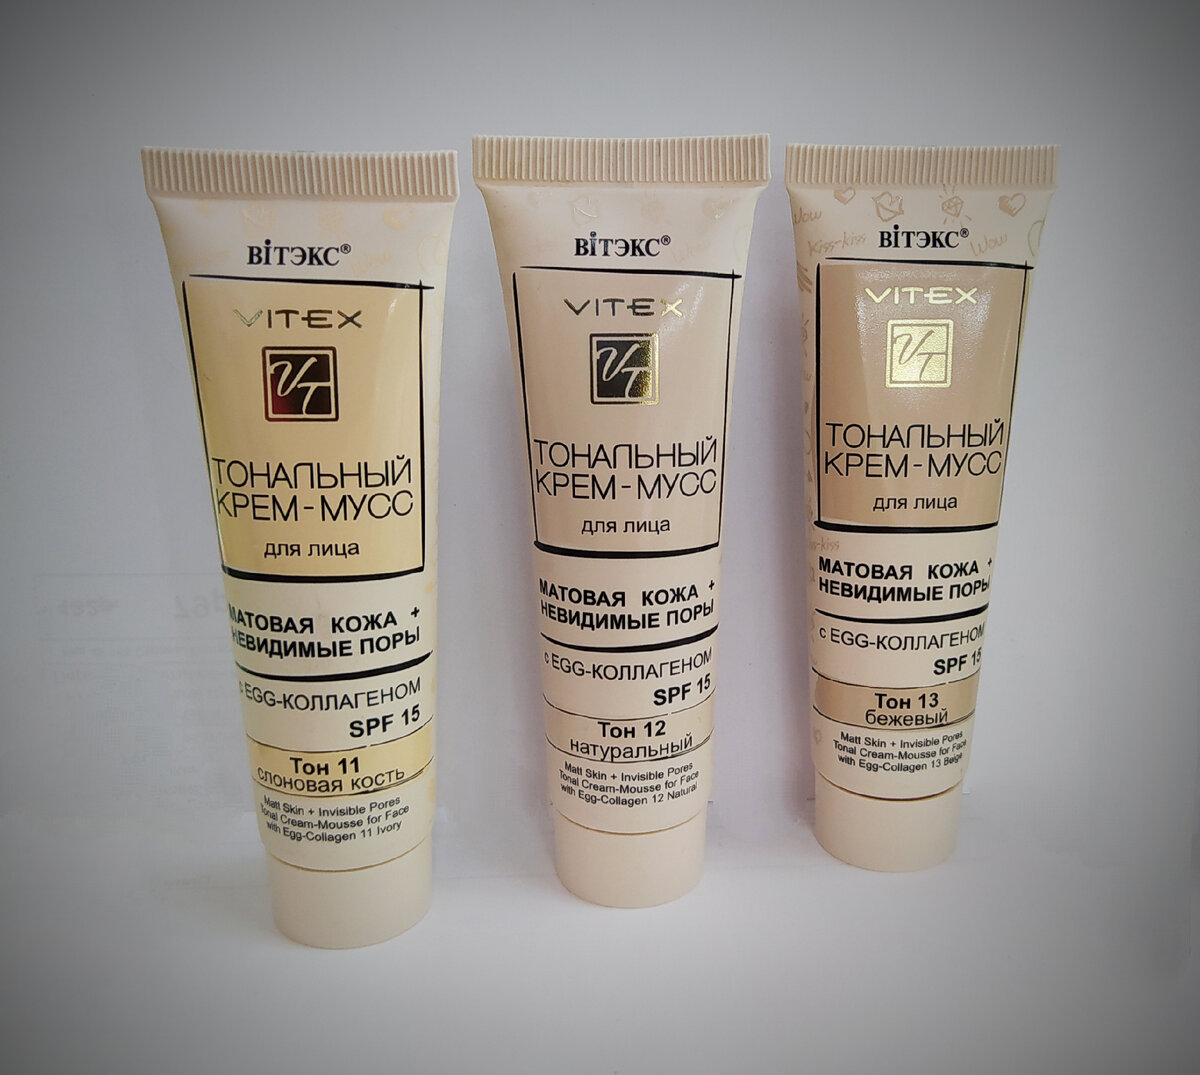 ВІТЭКС®
VITEX
VT
ТОНАЛЬНЫЙ
КРЕМ-МУСС
для лица
МАТОВАЯ КОЖА +
НЕВИДИМЫЕ ПОРЫ
с EGG-КОЛЛАГЕНОМ
SPF 15
Тон 11
слоновая кость
Matt Skin + Invisible Pores
Tonal Cream-Mousse for Face
with Egg-Collagen 11 Ivory
ВІТЭКС®
VITEX
VT
ТОНАЛЬНЫЙ
КРЕМ-МУСС
для лица
МАТОВАЯ КОЖА +
НЕВИДИМЫЕ ПОРЫ
с EGG-КОЛЛАГЕНОМ
SPF 15
Тон 12
натуральный
Matt Skin + Invisible Pores
Tonal Cream-Mousse for Face
with Egg-Collagen 12 Natural
Wow
Kiss-kiss
Wow
ВІТЭКС®
VITEX
VT
ТОНАЛЬНЫЙ
КРЕМ-МУСС
для лица
МАТОВАЯ КОЖА +
НЕВИДИМЫЕ ПОРЫ
с EGG-КОЛЛАГЕНОМ
SPF 15
Тон 13
бежевый
Matt Skin + Invisible Pores
Tonal Cream-Mousse for Face
with Egg-Collagen 13 Beige